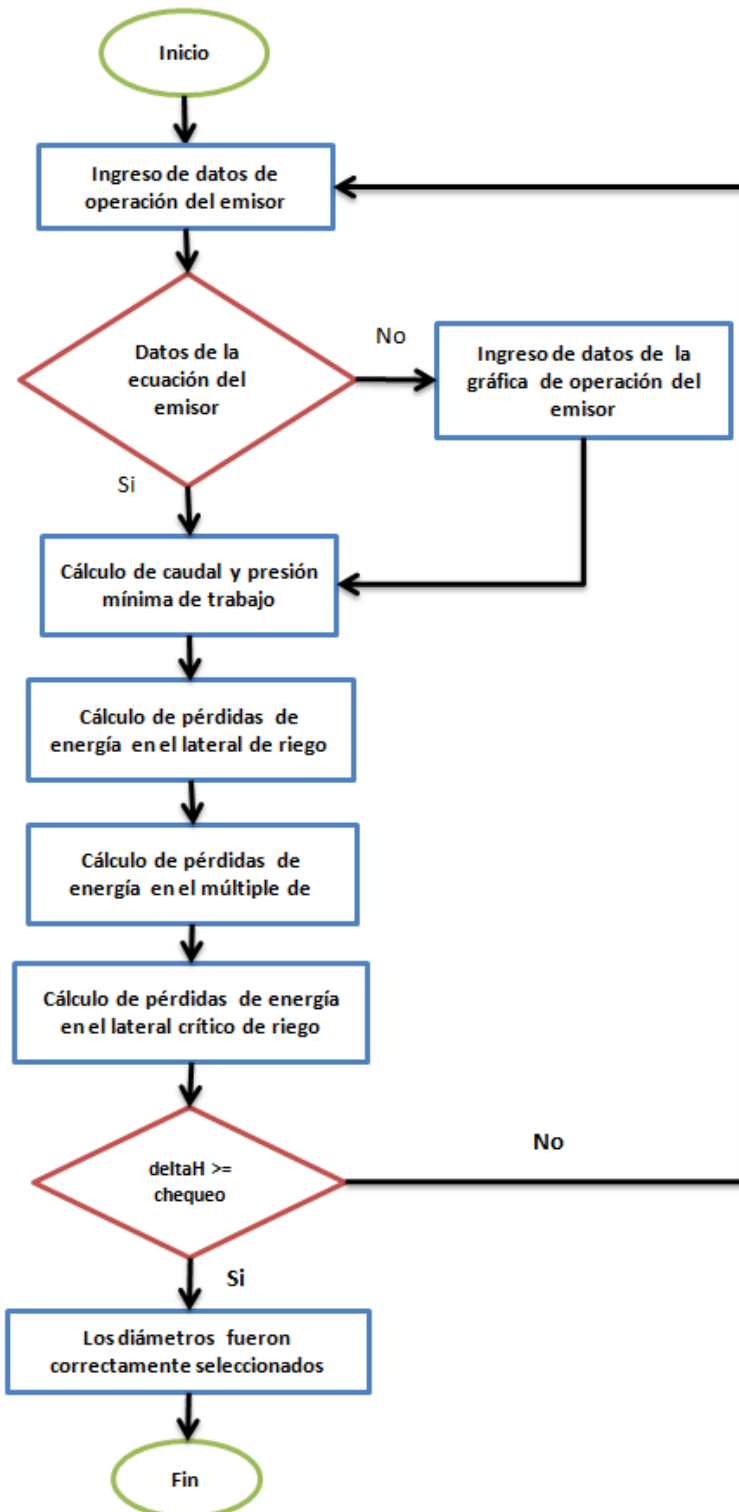 Inicio
Ingreso de datos de
operación del emisor
Datos de la
ecuación del
emisor
No
Ingreso de datos de la
gráfica de operación del
emisor
Si
Cálculo de caudal y presión
mínima de trabajo
Cálculo de pérdidas de
energía en el lateral de riego
Cálculo de pérdidas de
energía en el múltiple de
Cálculo de pérdidas de energía
en el lateral crítico de riego
deltaH >=
chequeo
No
Si
Los diámetros fueron
correctamente seleccionados
Fin